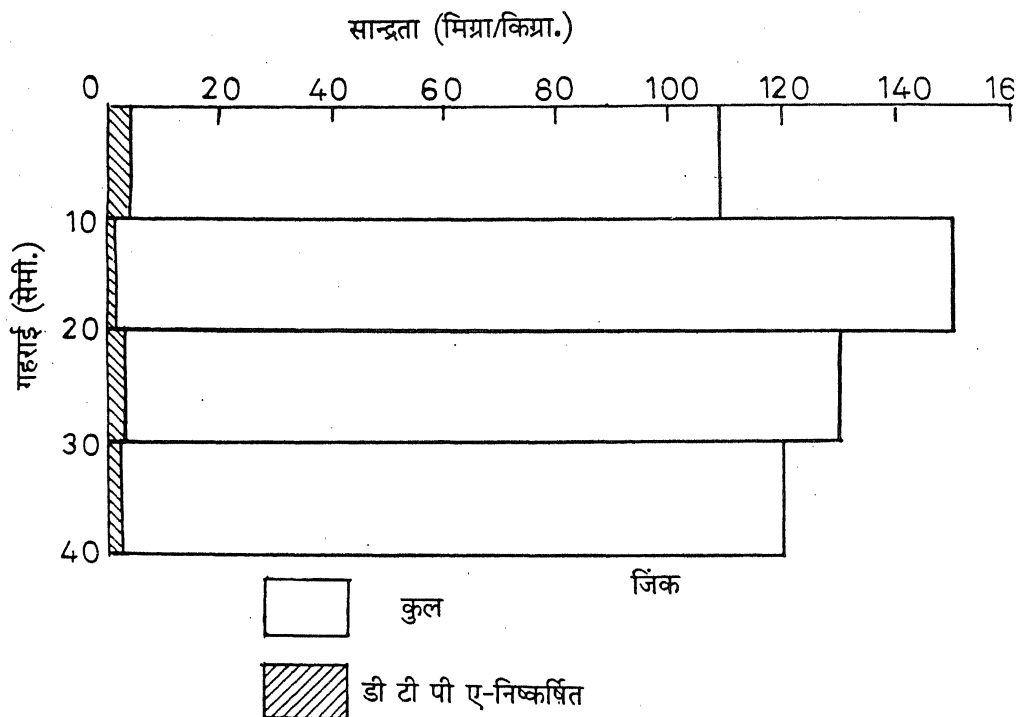 सान्द्रता (मिग्रा/किग्रा.)
0 20 40 60 80 100 120 140 16
गहराई (सेमी.)
10
20
30
40
जिंक
कुल
डी टी पी ए-निष्कर्षित